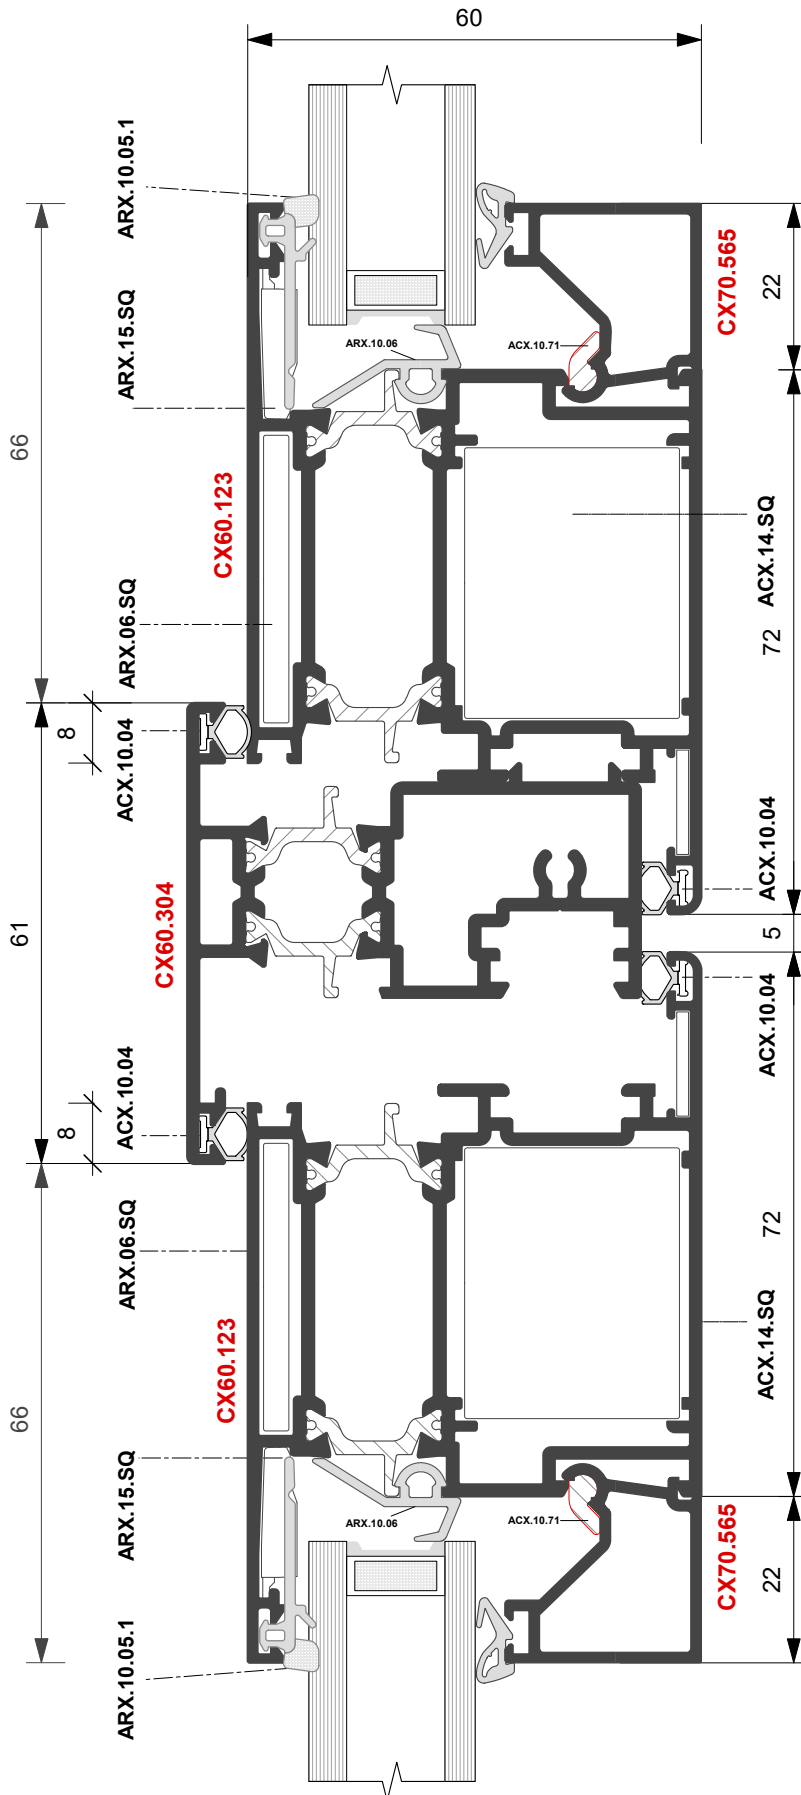 60
ARX.10.05.1
CX70.565
22
ARX.15.SQ
ARX.10.06
ACX.10.71
66
CX60.123
ACX.14.SQ
72
ARX.06.SQ
8
ACX.10.04
ACX.10.04
CX60.304
61
5
ACX.10.04
ACX.10.04
8
ARX.06.SQ
72
ACX.14.SQ
CX60.123
66
ARX.15.SQ
ARX.10.06
ACX.10.71
CX70.565
22
ARX.10.05.1